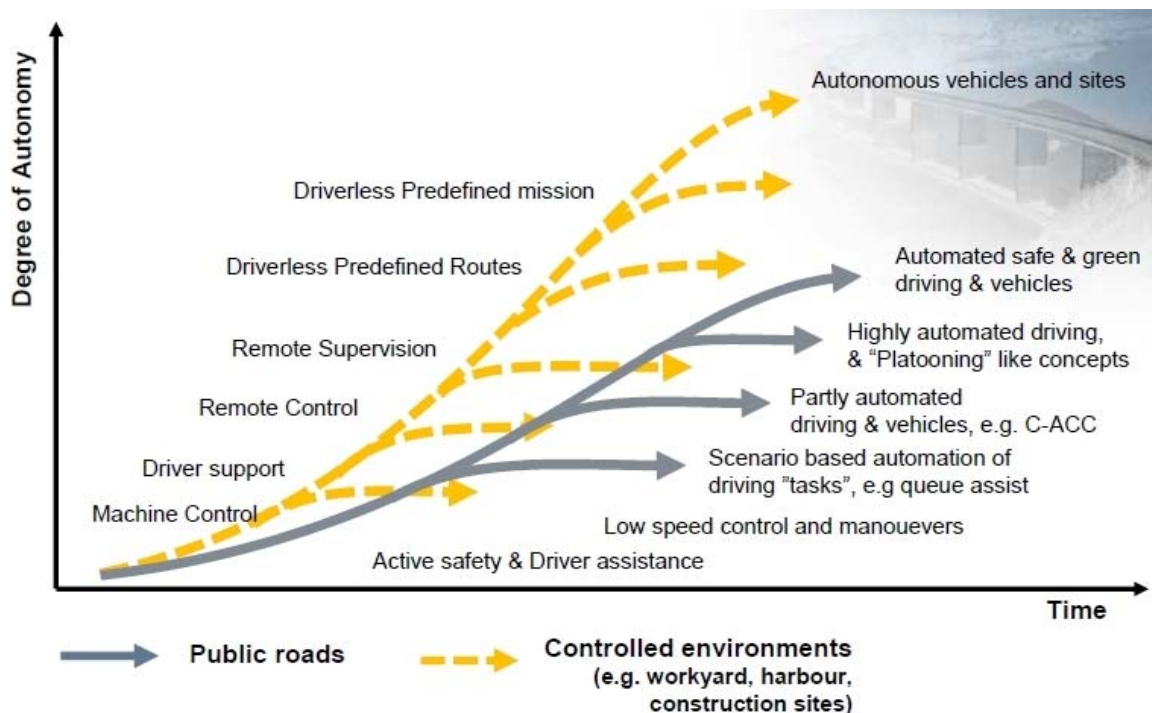 Degree of Autonomy
Autonomous vehicles and sites
Driverless Predefined mission
Driverless Predefined Routes
Automated safe & green
driving & vehicles
Remote Supervision
Highly automated driving,
& “Platooning” like concepts
Remote Control
Partly automated
driving & vehicles, e.g. C-ACC
Driver support
Scenario based automation of
driving ”tasks”, e.g queue assist
Machine Control
Low speed control and manouevers
Active safety & Driver assistance
Time
Public roads
Controlled environments
(e.g. workyard, harbour,
construction sites)